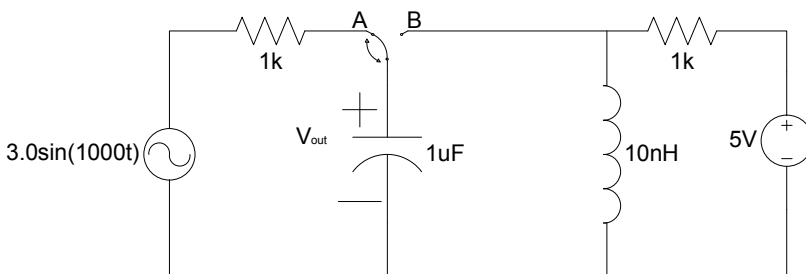 A B
1k
1k
3.0sin(1000t)
+
Vout
1uF
−
10nH
5V
+
−